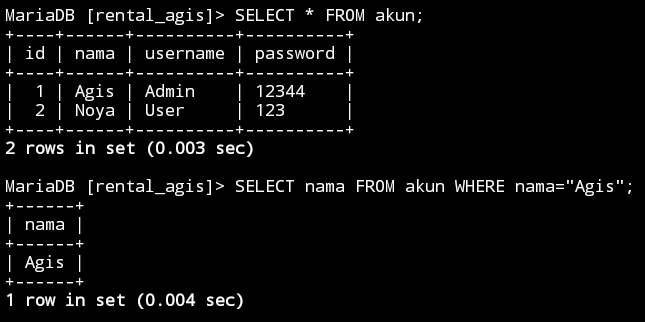 MariaDB [rental_agis]> SELECT * FROM akun;
+----+------+----------+----------+
| id | nama | username | password |
+----+------+----------+----------+
|  1 | Agis | Admin    | 12344    |
|  2 | Noya | User     | 123      |
+----+------+----------+----------+
2 rows in set (0.003 sec)

MariaDB [rental_agis]> SELECT nama FROM akun WHERE nama="Agis";
+------+
| nama |
+------+
| Agis |
+------+
1 row in set (0.004 sec)